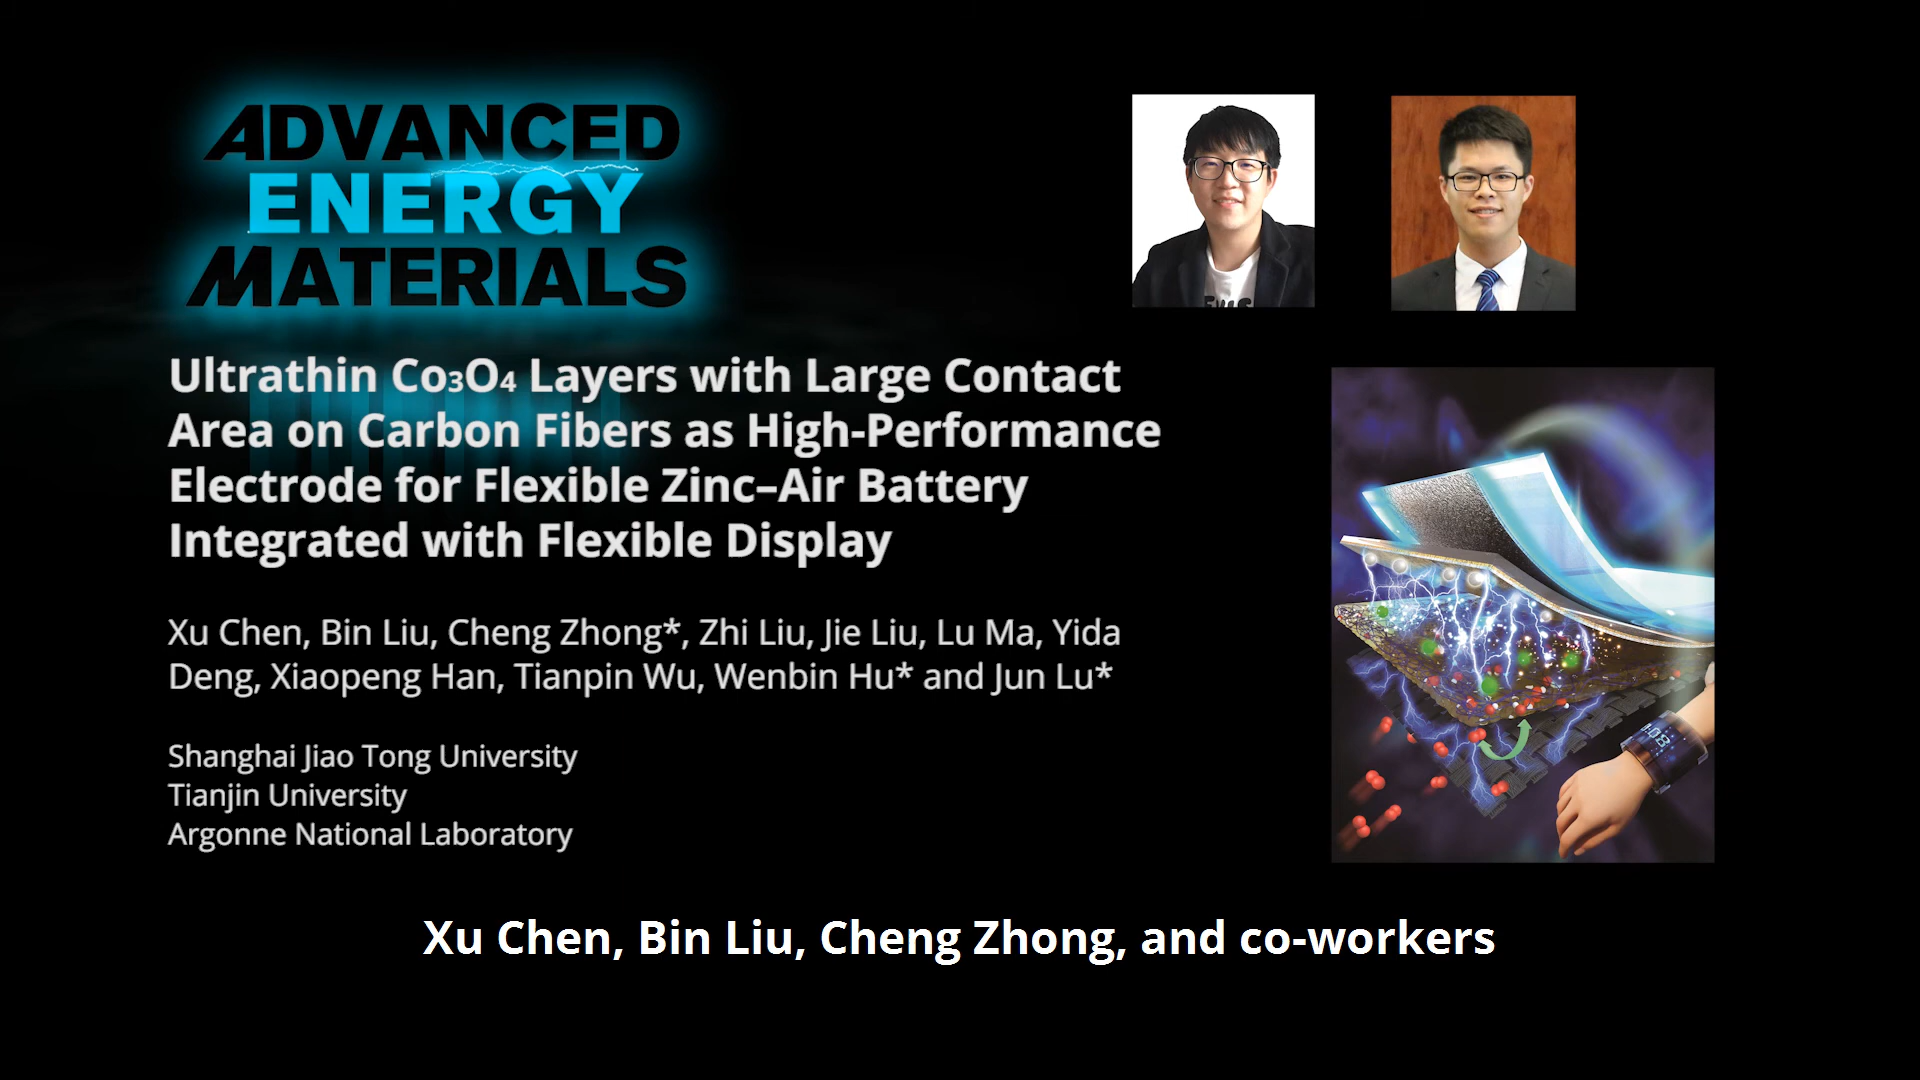 ADVANCED
ENERGY
MATERIALS
Ultrathin Co₃O₄ Layers with Large Contact
Area on Carbon Fibers as High-Performance
Electrode for Flexible Zinc–Air Battery
Integrated with Flexible Display
Xu Chen, Bin Liu, Cheng Zhong*, Zhi Liu, Jie Liu, Lu Ma, Yida
Deng, Xiaopeng Han, Tianpin Wu, Wenbin Hu* and Jun Lu*
Shanghai Jiao Tong University
Tianjin University
Argonne National Laboratory
Xu Chen, Bin Liu, Cheng Zhong, and co-workers